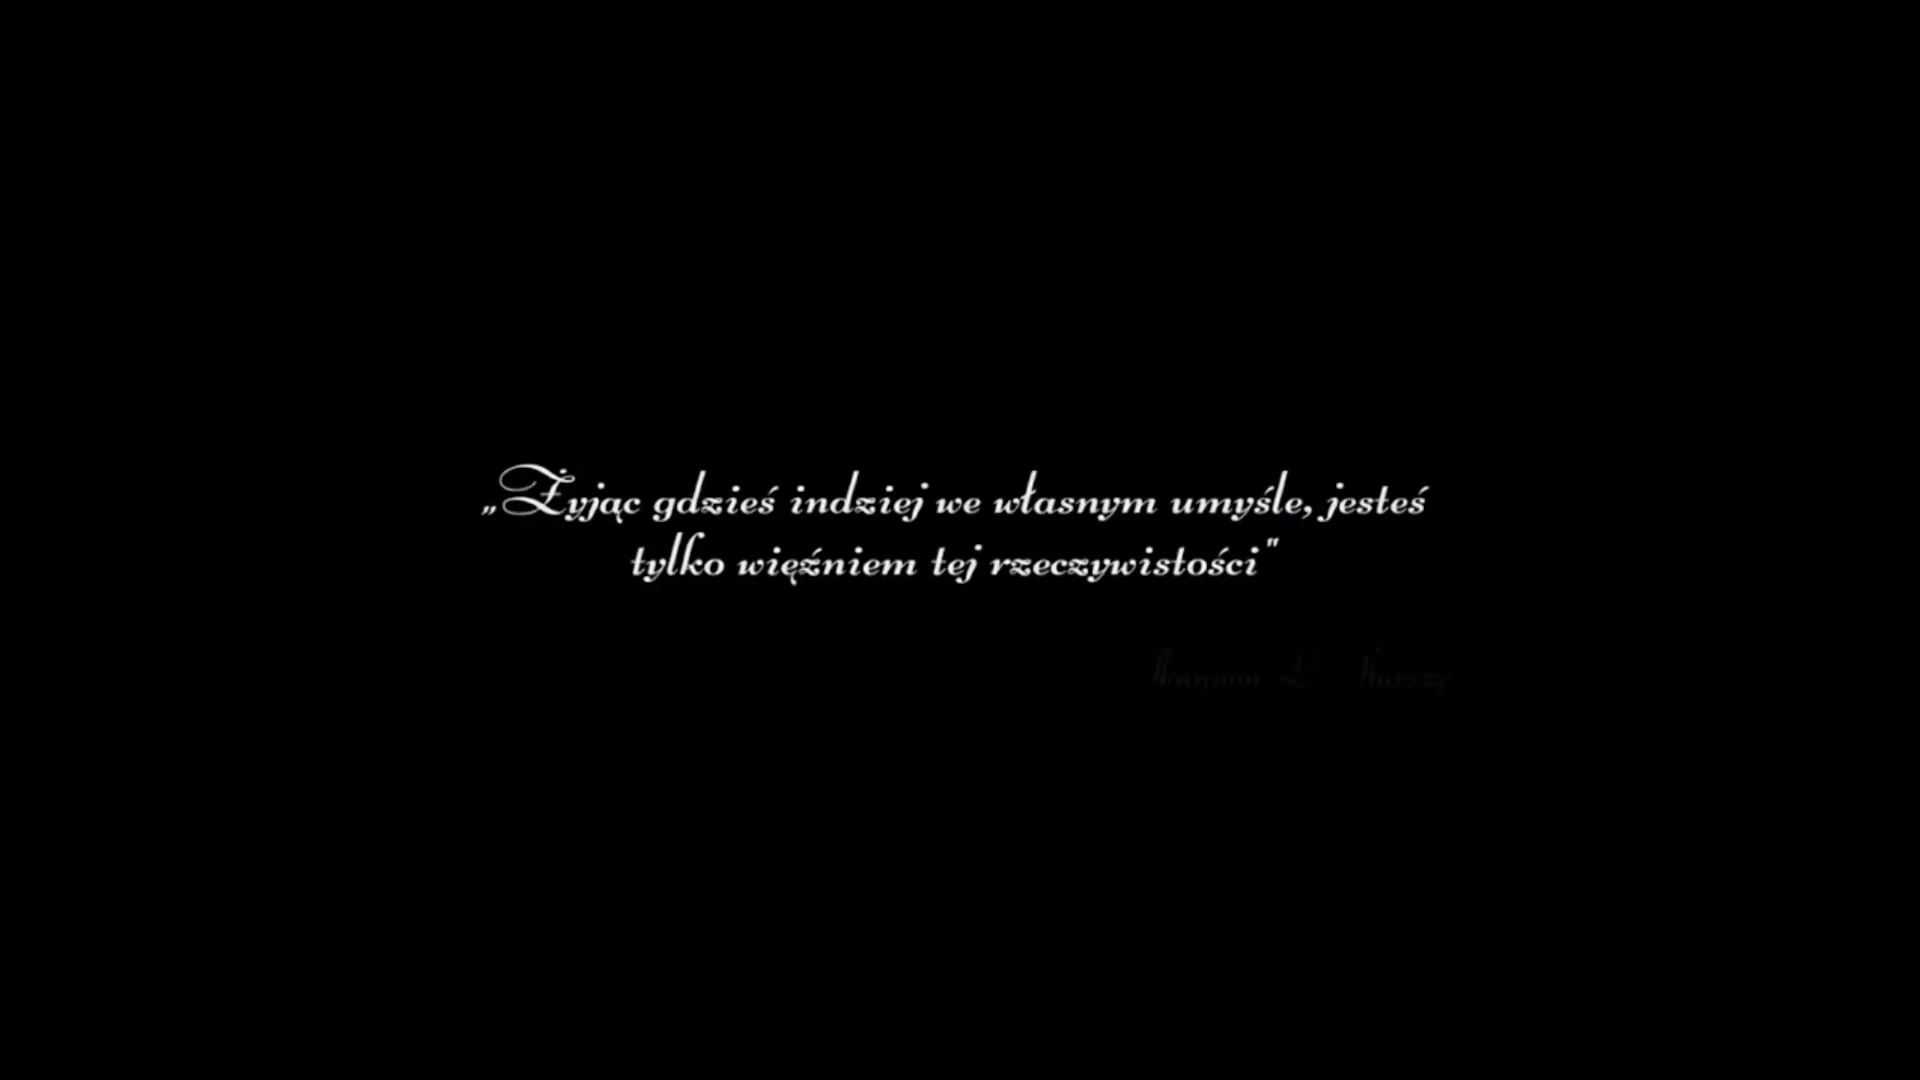 „Żyjąc gdzieś indziej we własnym umyśle, jesteś
tylko więźniem tej rzeczywistości"